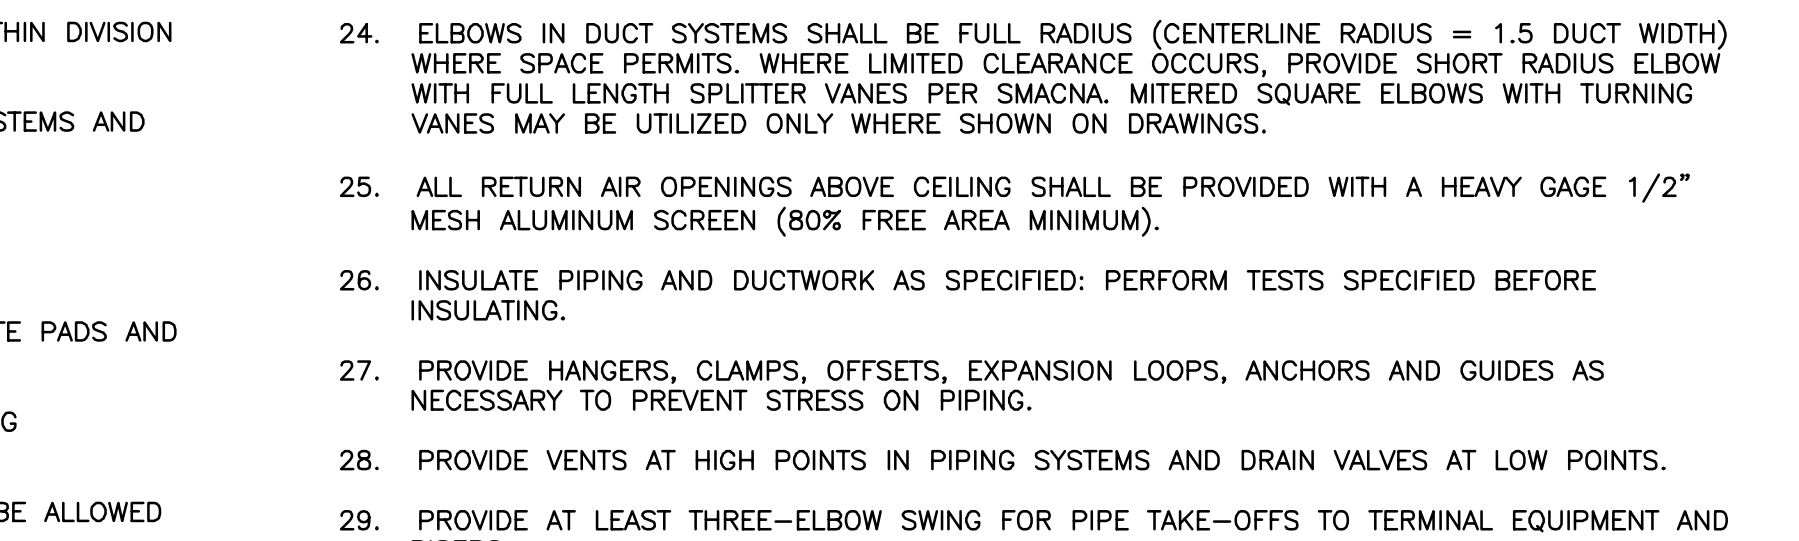 THIN DIVISION
STEMS AND
TE PADS AND
G
BE ALLOWED
24. ELBOWS IN DUCT SYSTEMS SHALL BE FULL RADIUS (CENTERLINE RADIUS = 1.5 DUCT WIDTH)
WHERE SPACE PERMITS. WHERE LIMITED CLEARANCE OCCURS, PROVIDE SHORT RADIUS ELBOW
WITH FULL LENGTH SPLITTER VANES PER SMACNA. MITERED SQUARE ELBOWS WITH TURNING
VANES MAY BE UTILIZED ONLY WHERE SHOWN ON DRAWINGS.
25. ALL RETURN AIR OPENINGS ABOVE CEILING SHALL BE PROVIDED WITH A HEAVY GAGE 1/2”
MESH ALUMINUM SCREEN (80% FREE AREA MINIMUM).
26. INSULATE PIPING AND DUCTWORK AS SPECIFIED: PERFORM TESTS SPECIFIED BEFORE
INSULATING.
27. PROVIDE HANGERS, CLAMPS, OFFSETS, EXPANSION LOOPS, ANCHORS AND GUIDES AS
NECESSARY TO PREVENT STRESS ON PIPING.
28. PROVIDE VENTS AT HIGH POINTS IN PIPING SYSTEMS AND DRAIN VALVES AT LOW POINTS.
29. PROVIDE AT LEAST THREE–ELBOW SWING FOR PIPE TAKE–OFFS TO TERMINAL EQUIPMENT AND